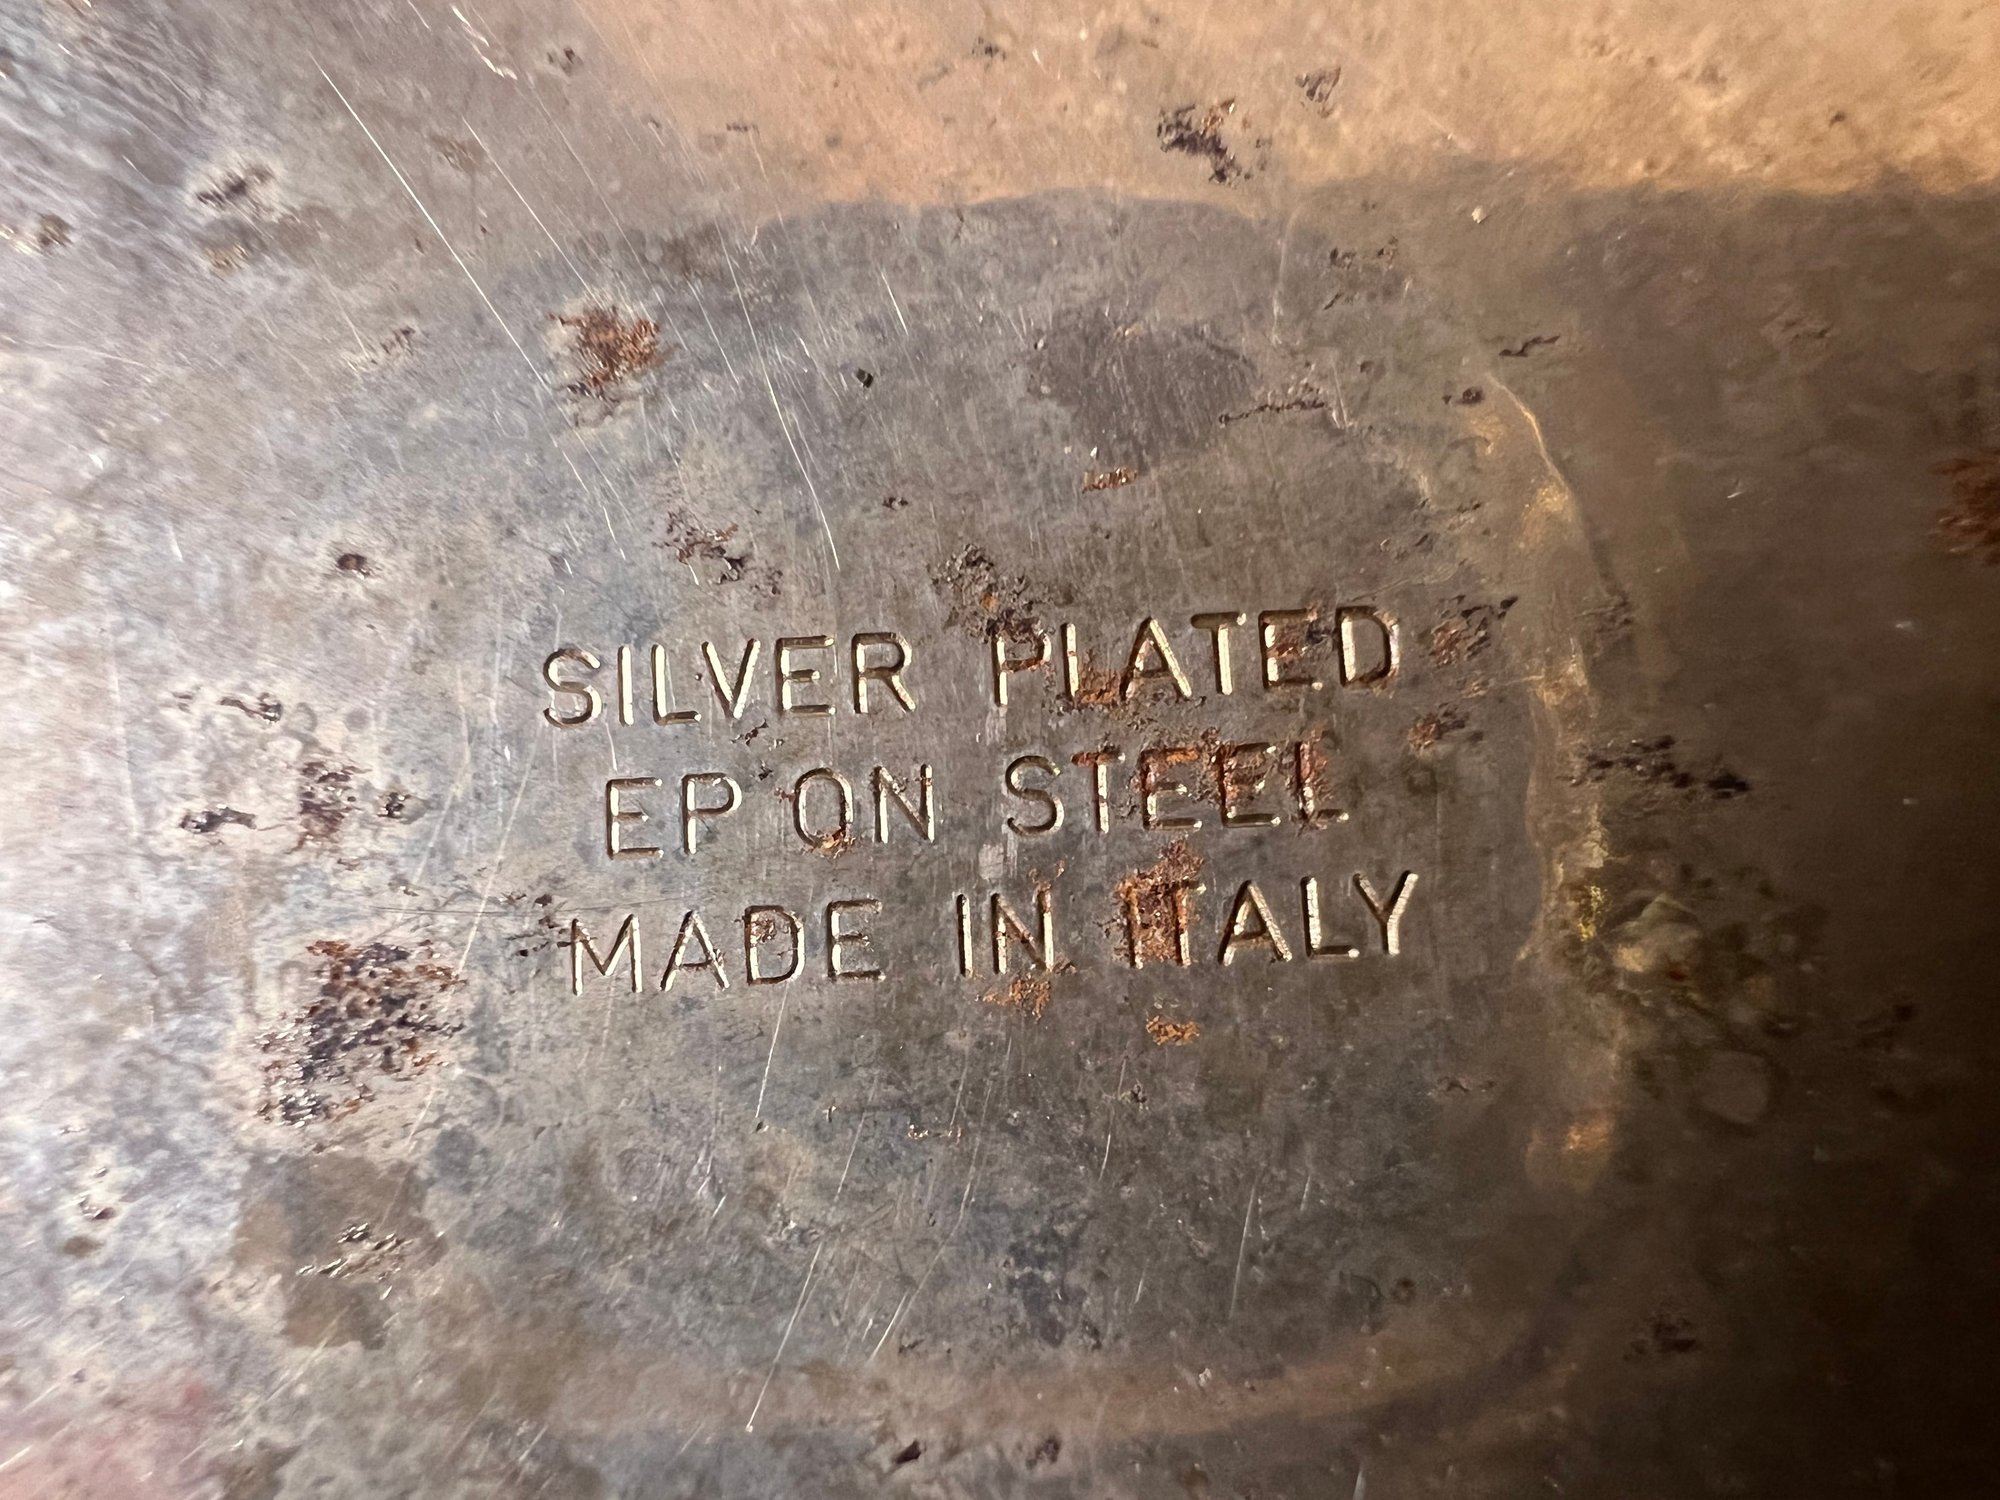 SILVER PLATED
EP ON STEEL
MADE IN ITALY